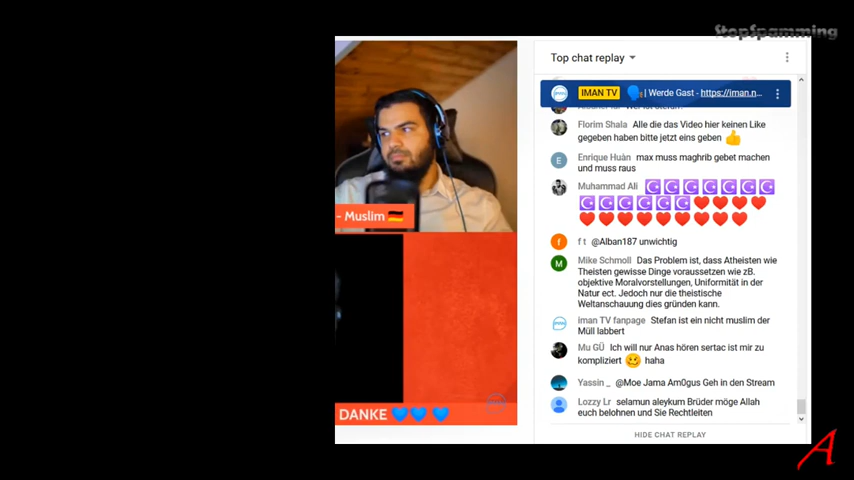 StopSpamming
Top chat replay
IMAN TV | Werde Gast - https://iman.n...
Florim Shala Alle die das Video hier keinen Like
gegeben haben bitte jetzt eins geben 👍
E Enrique Huàn max muss maghrib gebet machen
und muss raus
Muhammad Ali ☪☪☪☪☪☪☪
☪☪☪☪☪☪❤❤❤❤
❤❤❤❤❤❤❤❤❤
f f t @Alban187 unwichtig
M Mike Schmoll Das Problem ist, dass Atheisten wie
Theisten gewisse Dinge voraussetzen wie zB.
objektive Moralvorstellungen, Uniformität in der
Natur ect. Jedoch nur die theistische
Weltanschauung dies gründen kann.
iman TV fanpage Stefan ist ein nicht muslim der
Müll labbert
Mu GÜ Ich will nur Anas hören sertac ist mir zu
kompliziert 🥴 haha
Yassin _ @Moe Jama Am0gus Geh in den Stream
Lozzy Lr selamun aleykum Brüder möge Allah
euch belohnen und Sie Rechtleiten
HIDE CHAT REPLAY
- Muslim 🇩🇪
DANKE 💙💙 💙
A